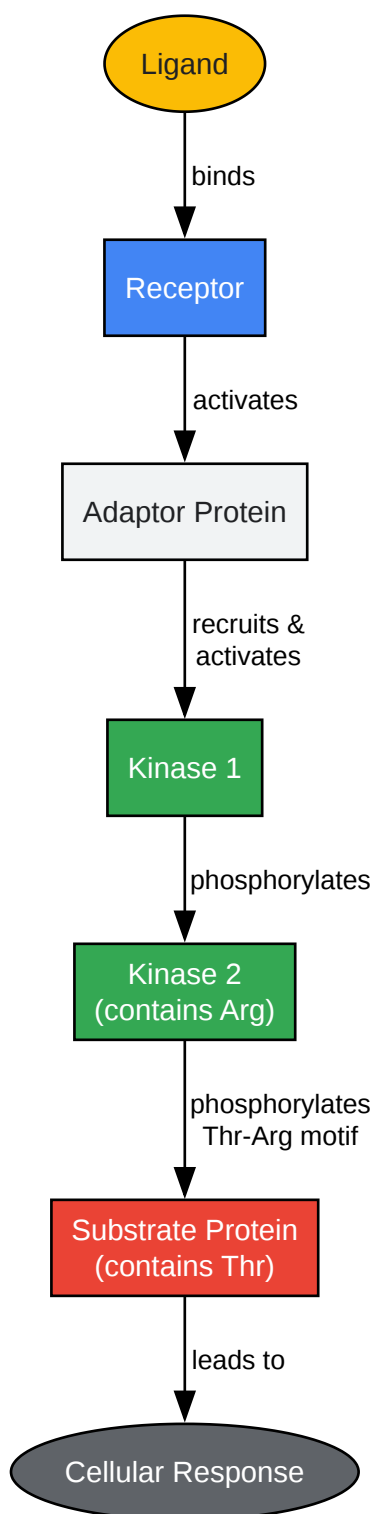 Ligand
binds
Receptor
activates
Adaptor Protein
recruits &
activates
Kinase 1
phosphorylates
Kinase 2
(contains Arg)
phosphorylates
Thr-Arg motif
Substrate Protein
(contains Thr)
leads to
Cellular Response